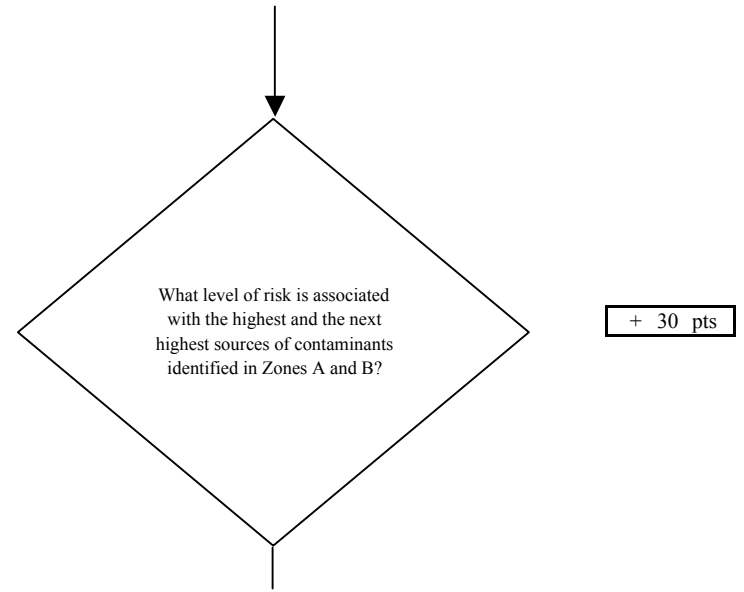 What level of risk is associated
with the highest and the next
highest sources of contaminants
identified in Zones A and B?
+ 30 pts